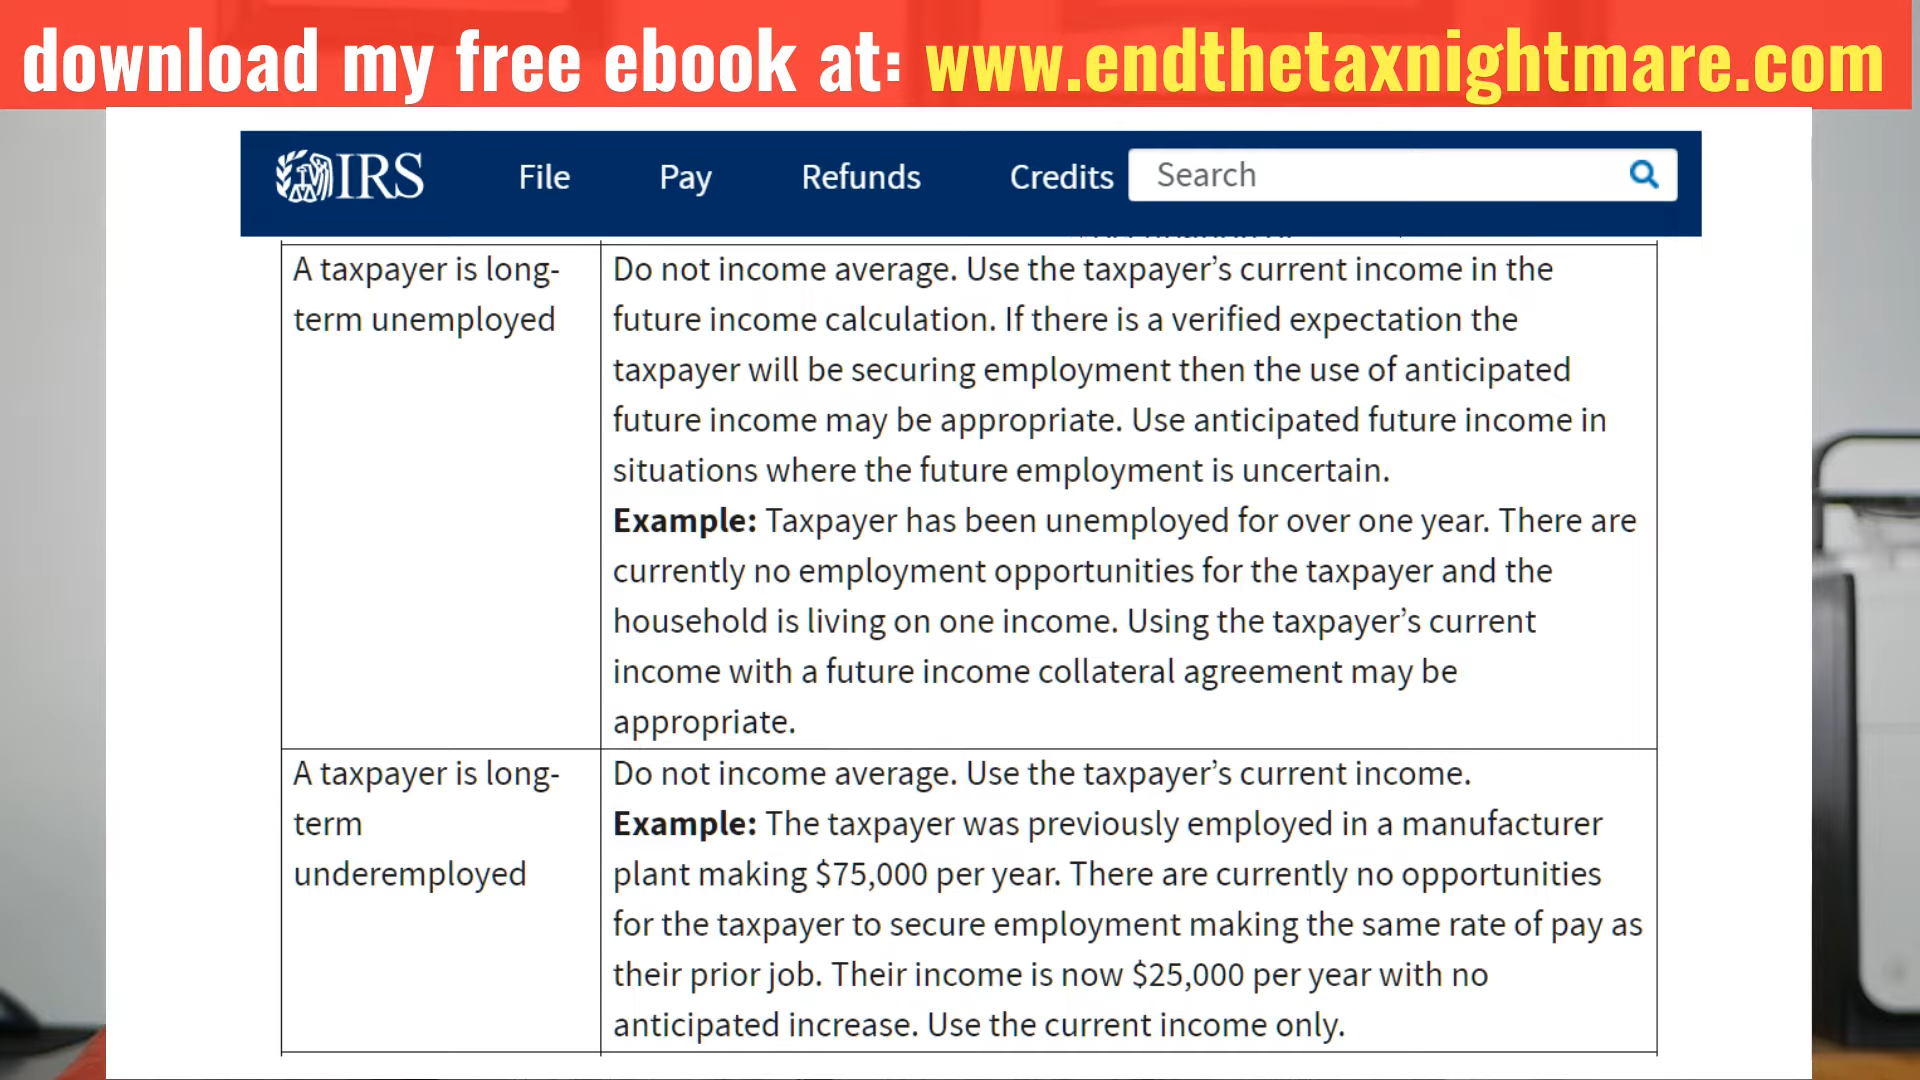 download my free ebook at: www.endthetaxnightmare.com
IRS File Pay Refunds Credits Search
A taxpayer is long-
term unemployed
Do not income average. Use the taxpayer’s current income in the
future income calculation. If there is a verified expectation the
taxpayer will be securing employment then the use of anticipated
future income may be appropriate. Use anticipated future income in
situations where the future employment is uncertain.
Example: Taxpayer has been unemployed for over one year. There are
currently no employment opportunities for the taxpayer and the
household is living on one income. Using the taxpayer’s current
income with a future income collateral agreement may be
appropriate.
A taxpayer is long-
term
underemployed
Do not income average. Use the taxpayer’s current income.
Example: The taxpayer was previously employed in a manufacturer
plant making $75,000 per year. There are currently no opportunities
for the taxpayer to secure employment making the same rate of pay as
their prior job. Their income is now $25,000 per year with no
anticipated increase. Use the current income only.